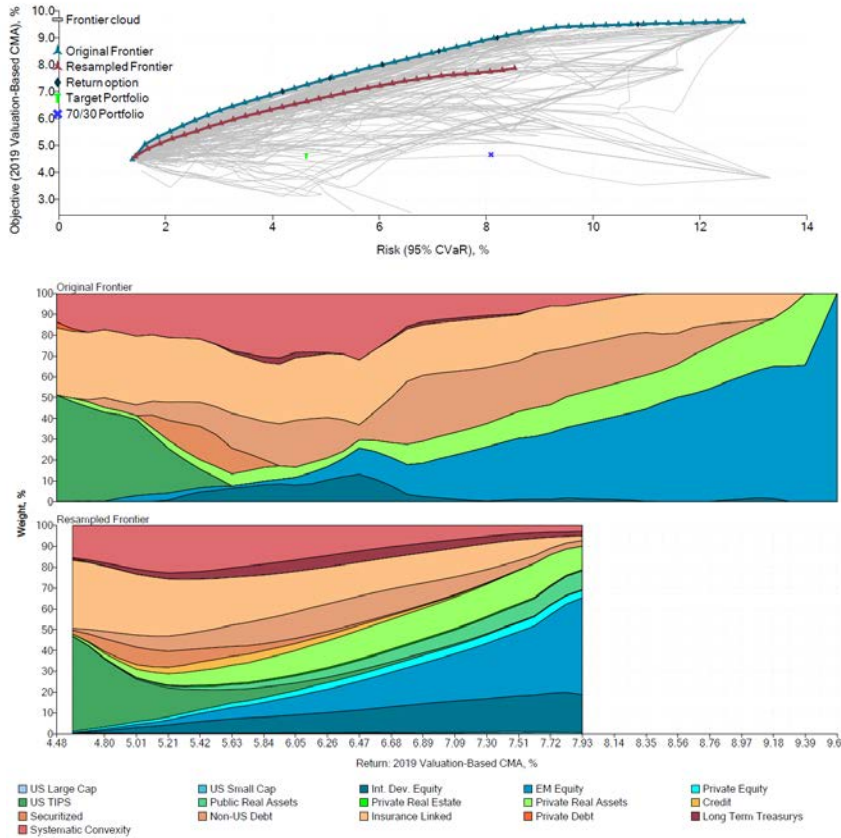 10.0
9.0
8.0
7.0
6.0
5.0
4.0
3.0
Objective (2019 Valuation-Based CMA), %
Frontier cloud
Original Frontier
Resampled Frontier
Return option
Target Portfolio
70/30 Portfolio
0 2 4 6 8 10 12 14
Risk (95% CVaR), %
Original Frontier
100
90
80
70
60
50
40
30
20
10
0
Weight, %
Resampled Frontier
100
90
80
70
60
50
40
30
20
10
0
4.48 4.80 5.01 5.21 5.42 5.63 5.84 6.05 6.26 6.47 6.68 6.89 7.09 7.30 7.51 7.72 7.93 8.14 8.35 8.56 8.76 8.97 9.18 9.39 9.6
Return: 2019 Valuation-Based CMA, %
US Large Cap US Small Cap Int. Dev. Equity EM Equity Private Equity
US TIPS Public Real Assets Private Real Estate Private Real Assets Credit
Securitized Non-US Debt Insurance Linked Private Debt Long Term Treasurys
Systematic Convexity